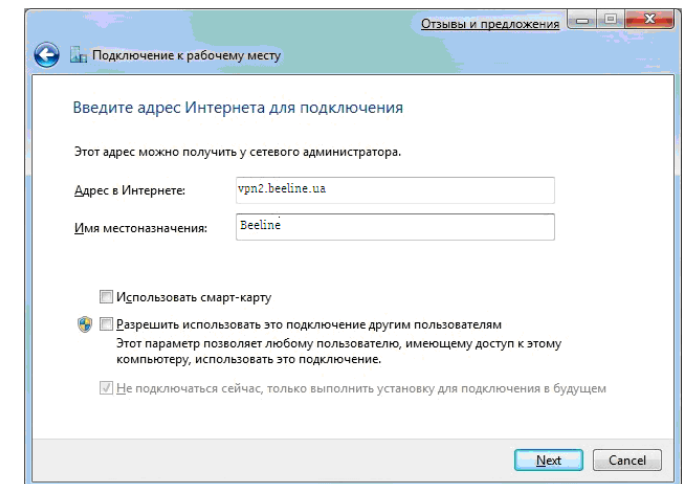 Отзывы и предложения
Подключение к рабочему месту
Введите адрес Интернета для подключения
Этот адрес можно получить у сетевого администратора.
Адрес в Интернете: vpn2.beeline.ua
Имя местоназначения: Beeline
Использовать смарт-карту
Разрешить использовать это подключение другим пользователям
Этот параметр позволяет любому пользователю, имеющему доступ к этому
компьютеру, использовать это подключение.
Не подключаться сейчас, только выполнить установку для подключения в будущем
Next Cancel